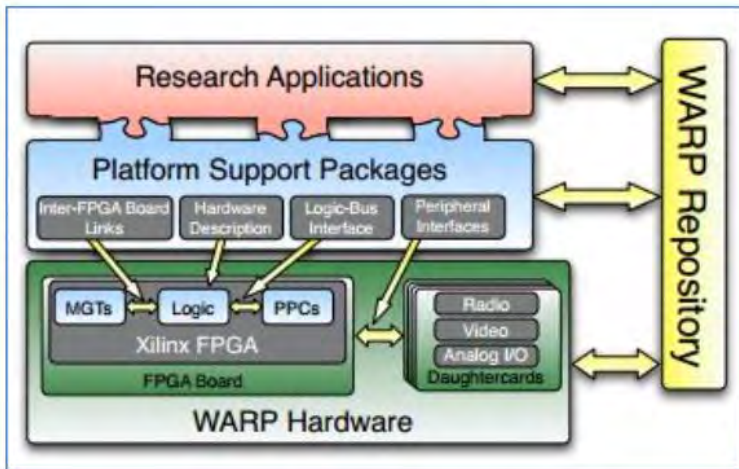 Research Applications
Platform Support Packages
Inter-FPGA Board
Links
Hardware
Description
Logic-Bus
Interface
Peripheral
Interfaces
MGTs
Logic
PPCs
Xilinx FPGA
FPGA Board
Radio
Video
Analog I/O
Daughtercards
WARP Hardware
WARP Repository